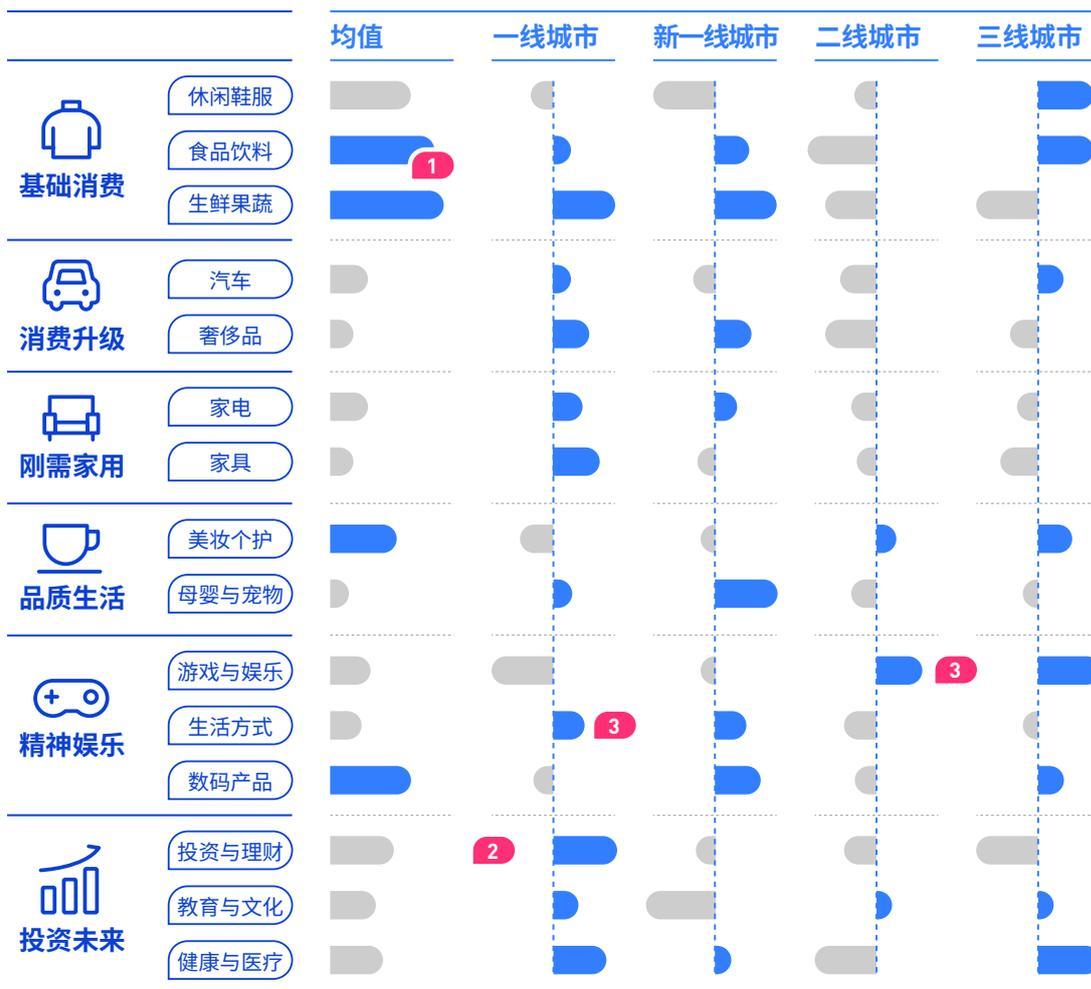 均值 一线城市 新一线城市 二线城市 三线城市
基础消费
休闲鞋服
食品饮料
1
生鲜果蔬
消费升级
汽车
奢侈品
刚需家用
家电
家具
品质生活
美妆个护
母婴与宠物
精神娱乐
游戏与娱乐
3
生活方式
3
数码产品
投资未来
投资与理财
2
教育与文化
健康与医疗